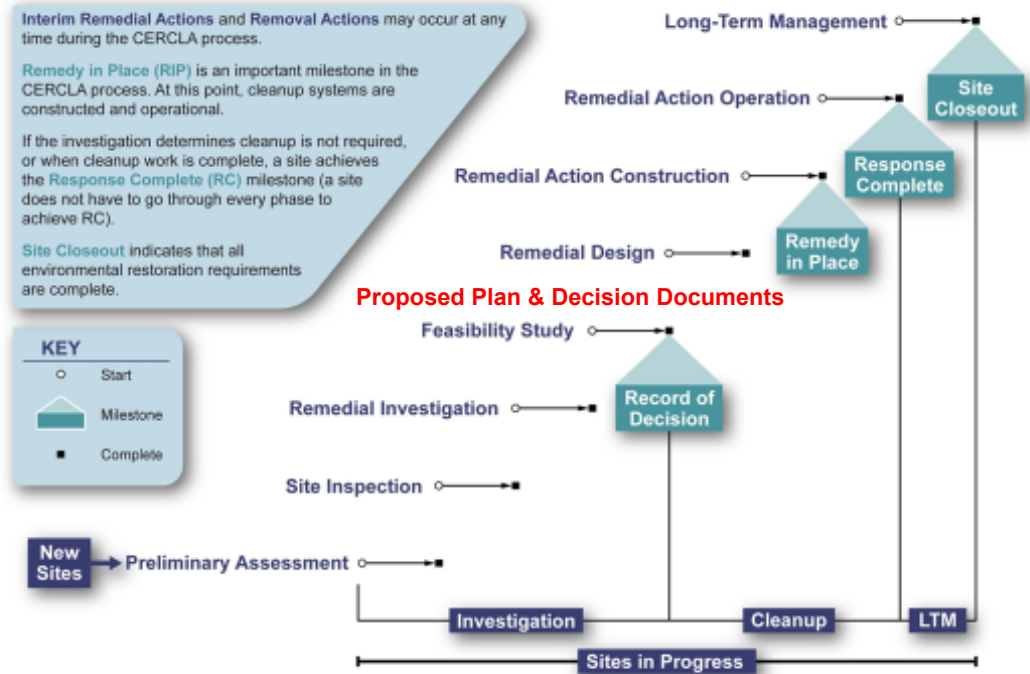 Interim Remedial Actions and Removal Actions may occur at any
time during the CERCLA process.
Remedy in Place (RIP) is an important milestone in the
CERCLA process. At this point, cleanup systems are
constructed and operational.
If the investigation determines cleanup is not required,
or when cleanup work is complete, a site achieves
the Response Complete (RC) milestone (a site
does not have to go through every phase to
achieve RC).
Site Closeout indicates that all
environmental restoration requirements
are complete.
KEY
Start
Milestone
Complete
Long-Term Management
Site
Closeout
Remedial Action Operation
Response
Complete
Remedial Action Construction
Remedy
in Place
Remedial Design
Proposed Plan & Decision Documents
Feasibility Study
Record of
Decision
Remedial Investigation
Site Inspection
New
Sites
Preliminary Assessment
Investigation
Cleanup
LTM
Sites in Progress